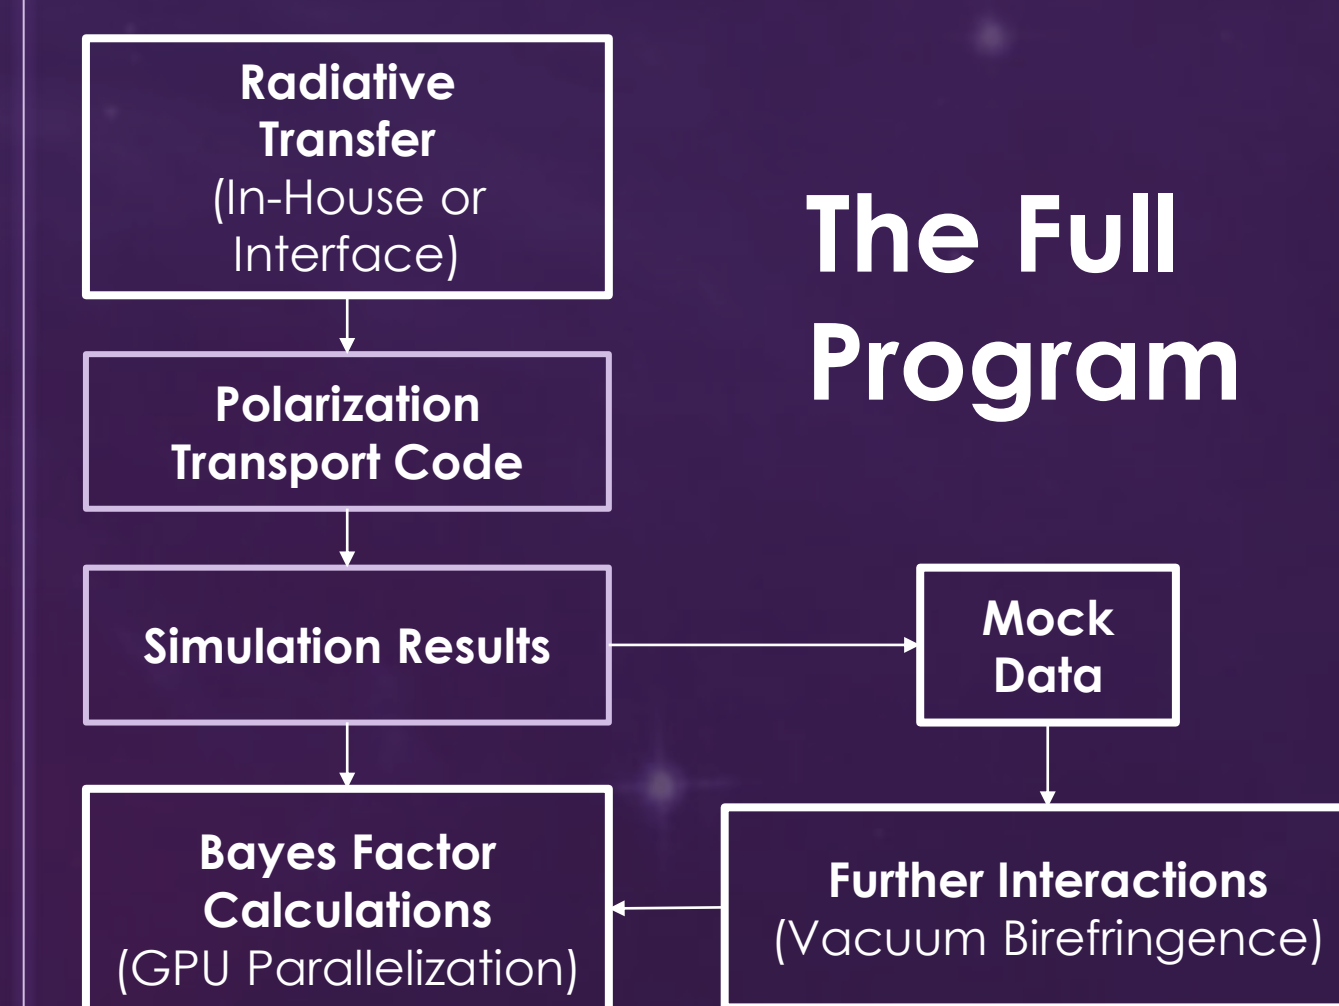 Radiative
Transfer
(In-House or
Interface)
The Full
Program
Polarization
Transport Code
Simulation Results
Mock
Data
Bayes Factor
Calculations
(GPU Parallelization)
Further Interactions
(Vacuum Birefringence)